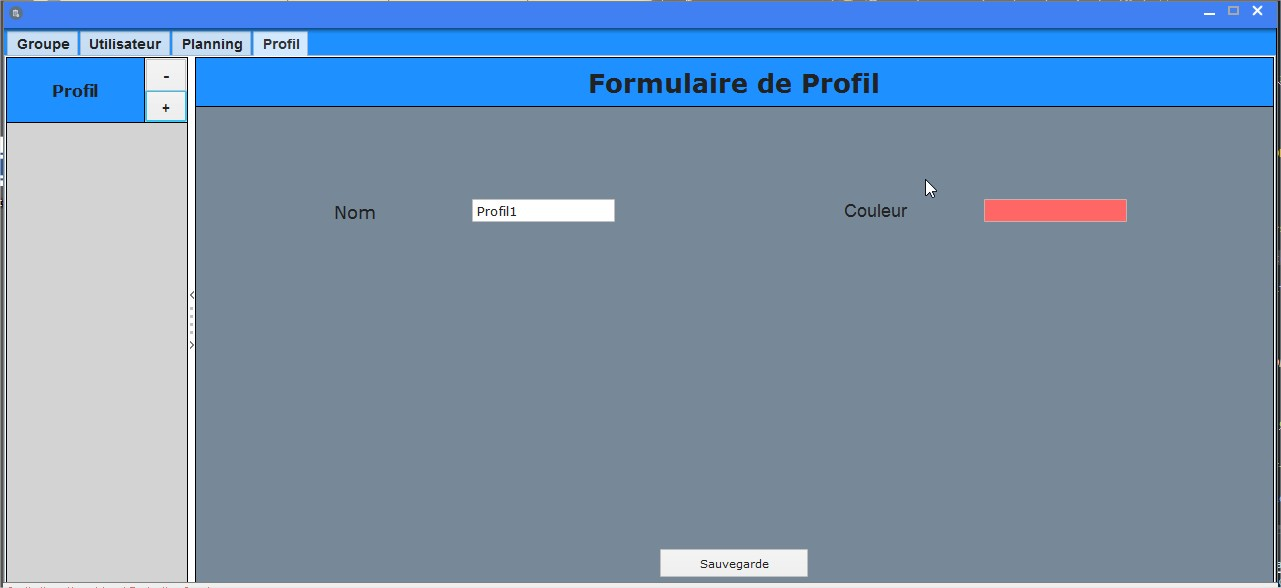 Groupe Utilisateur Planning Profil
Profil
-
+
Formulaire de Profil
Nom Profil1 Couleur
Sauvegarde